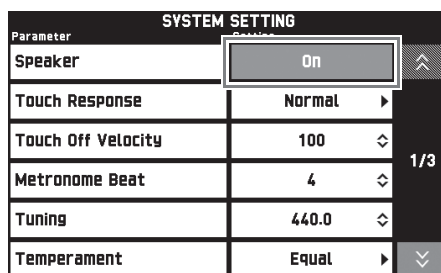 SYSTEM SETTING
Parameter
Speaker On
Touch Response Normal
Touch Off Velocity 100
1/3
Metronome Beat 4
Tuning 440.0
Temperament Equal